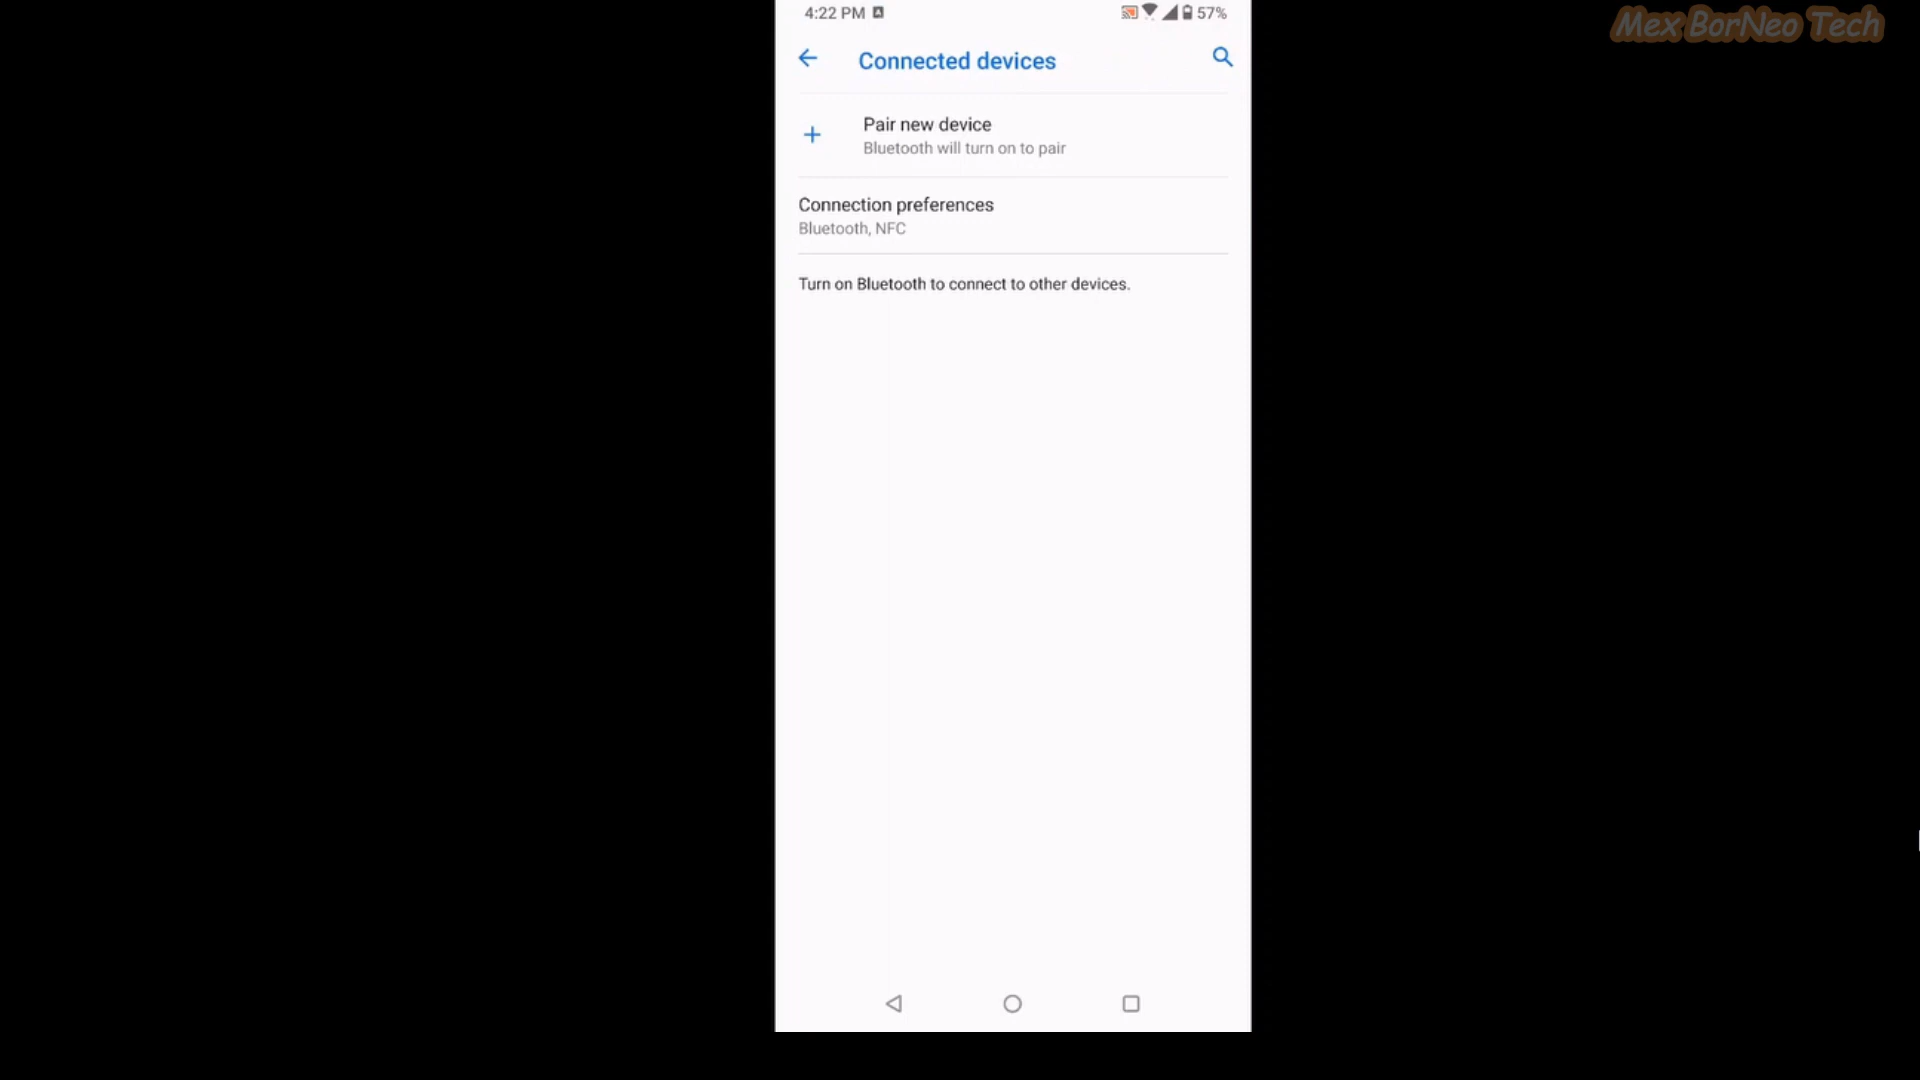 4:22 PM
57%
Mex BorNeo Tech
Connected devices
Pair new device
Bluetooth will turn on to pair
Connection preferences
Bluetooth, NFC
Turn on Bluetooth to connect to other devices.